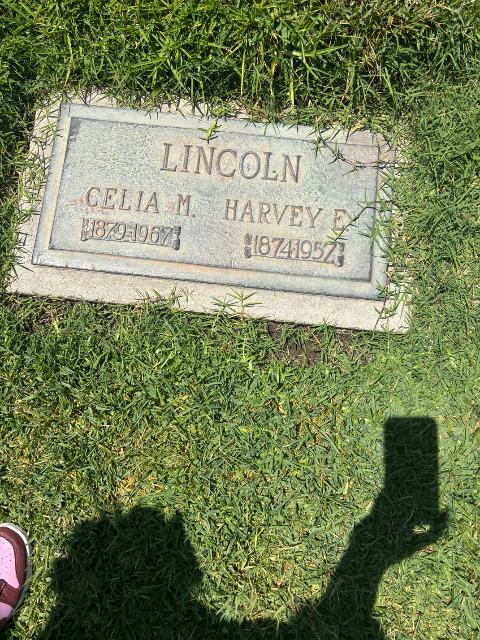 LINCOLN
CELIA M. HARVEY E.
1879-1967 1874-1957